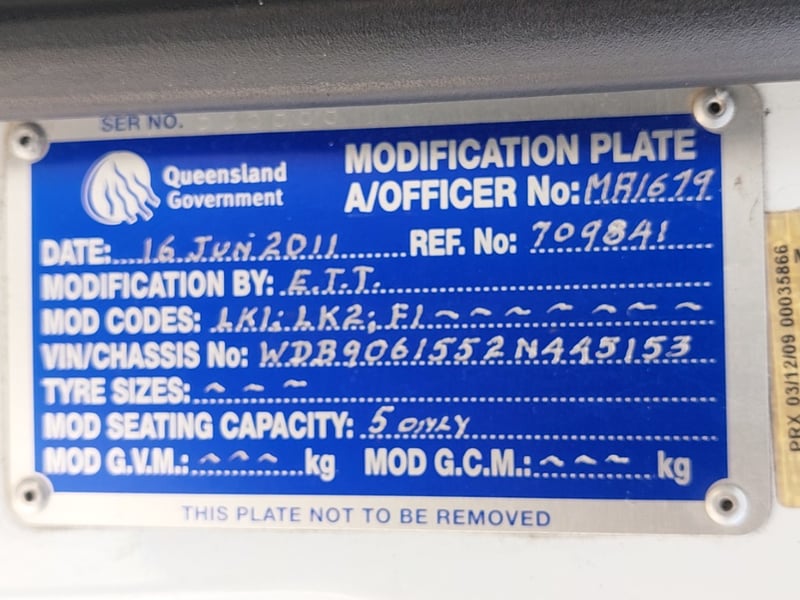 SER NO.
Queensland Government
MODIFICATION PLATE
A/OFFICER No: MA1679
DATE: 16 JUN 2011 REF. No: 709841
MODIFICATION BY: E.T.T.
MOD CODES: LK1; LK2; F1 ~ ~ ~ ~ ~ ~ ~ ~
VIN/CHASSIS No: WDB9061552N445153
TYRE SIZES: ~ ~ ~
MOD SEATING CAPACITY: 5 ONLY
MOD G.V.M.: ~ ~ ~ kg MOD G.C.M.: ~ ~ ~ kg
THIS PLATE NOT TO BE REMOVED
PRX 03/12/09 00035866